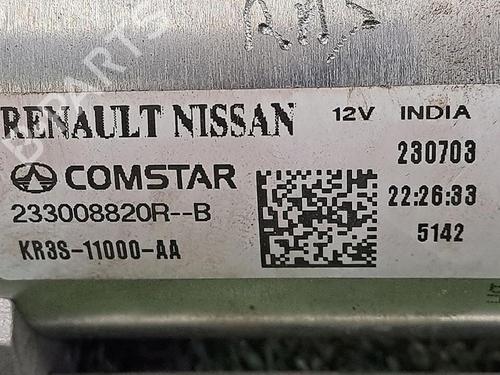 RENAULT NISSAN 12V INDIA
COMSTAR 230703
233008820R--B 22:26:33
KR3S-11000-AA 5142